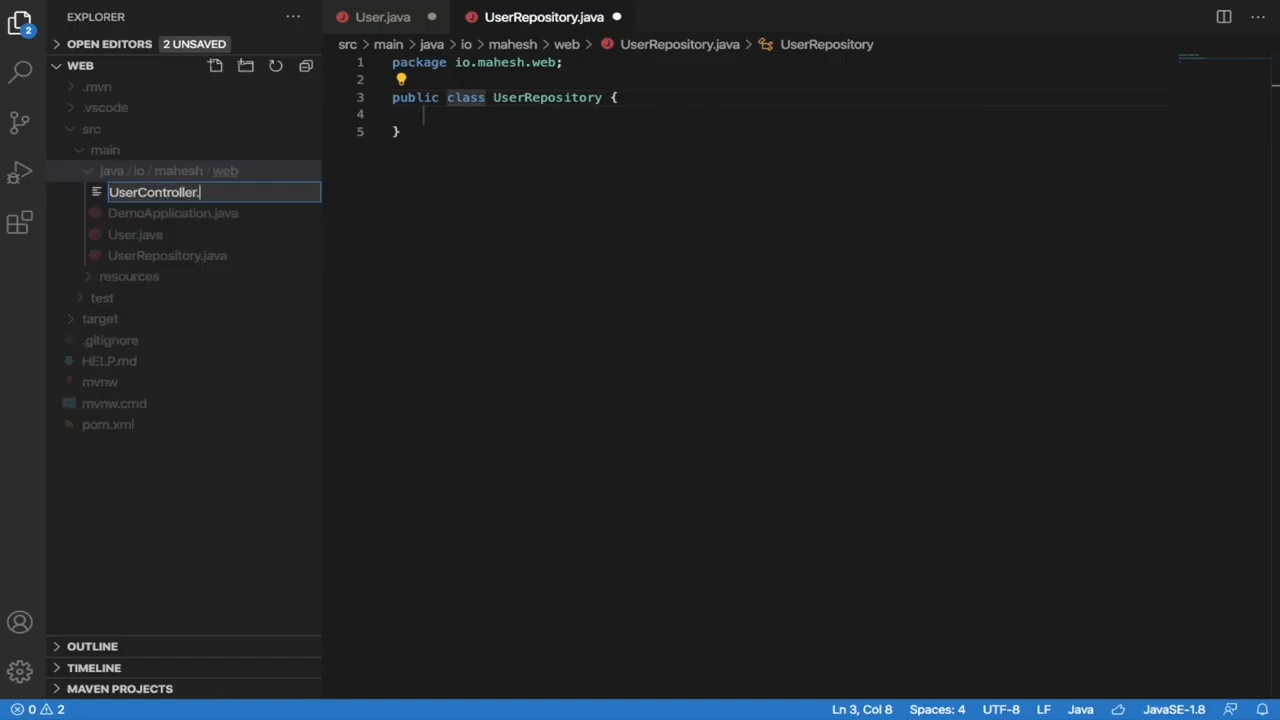 EXPLORER
OPEN EDITORS 2 UNSAVED
WEB
.mvn
.vscode
src
main
java / io / mahesh / web
UserController.
DemoApplication.java
User.java
UserRepository.java
resources
test
target
.gitignore
HELP.md
mvnw
mvnw.cmd
pom.xml
OUTLINE
TIMELINE
MAVEN PROJECTS
2
User.java
UserRepository.java
src > main > java > io > mahesh > web > UserRepository.java > UserRepository
1 package io.mahesh.web;
2
3 public class UserRepository {
4
5 }
0 2
Ln 3, Col 8
Spaces: 4
UTF-8
LF
Java
JavaSE-1.8